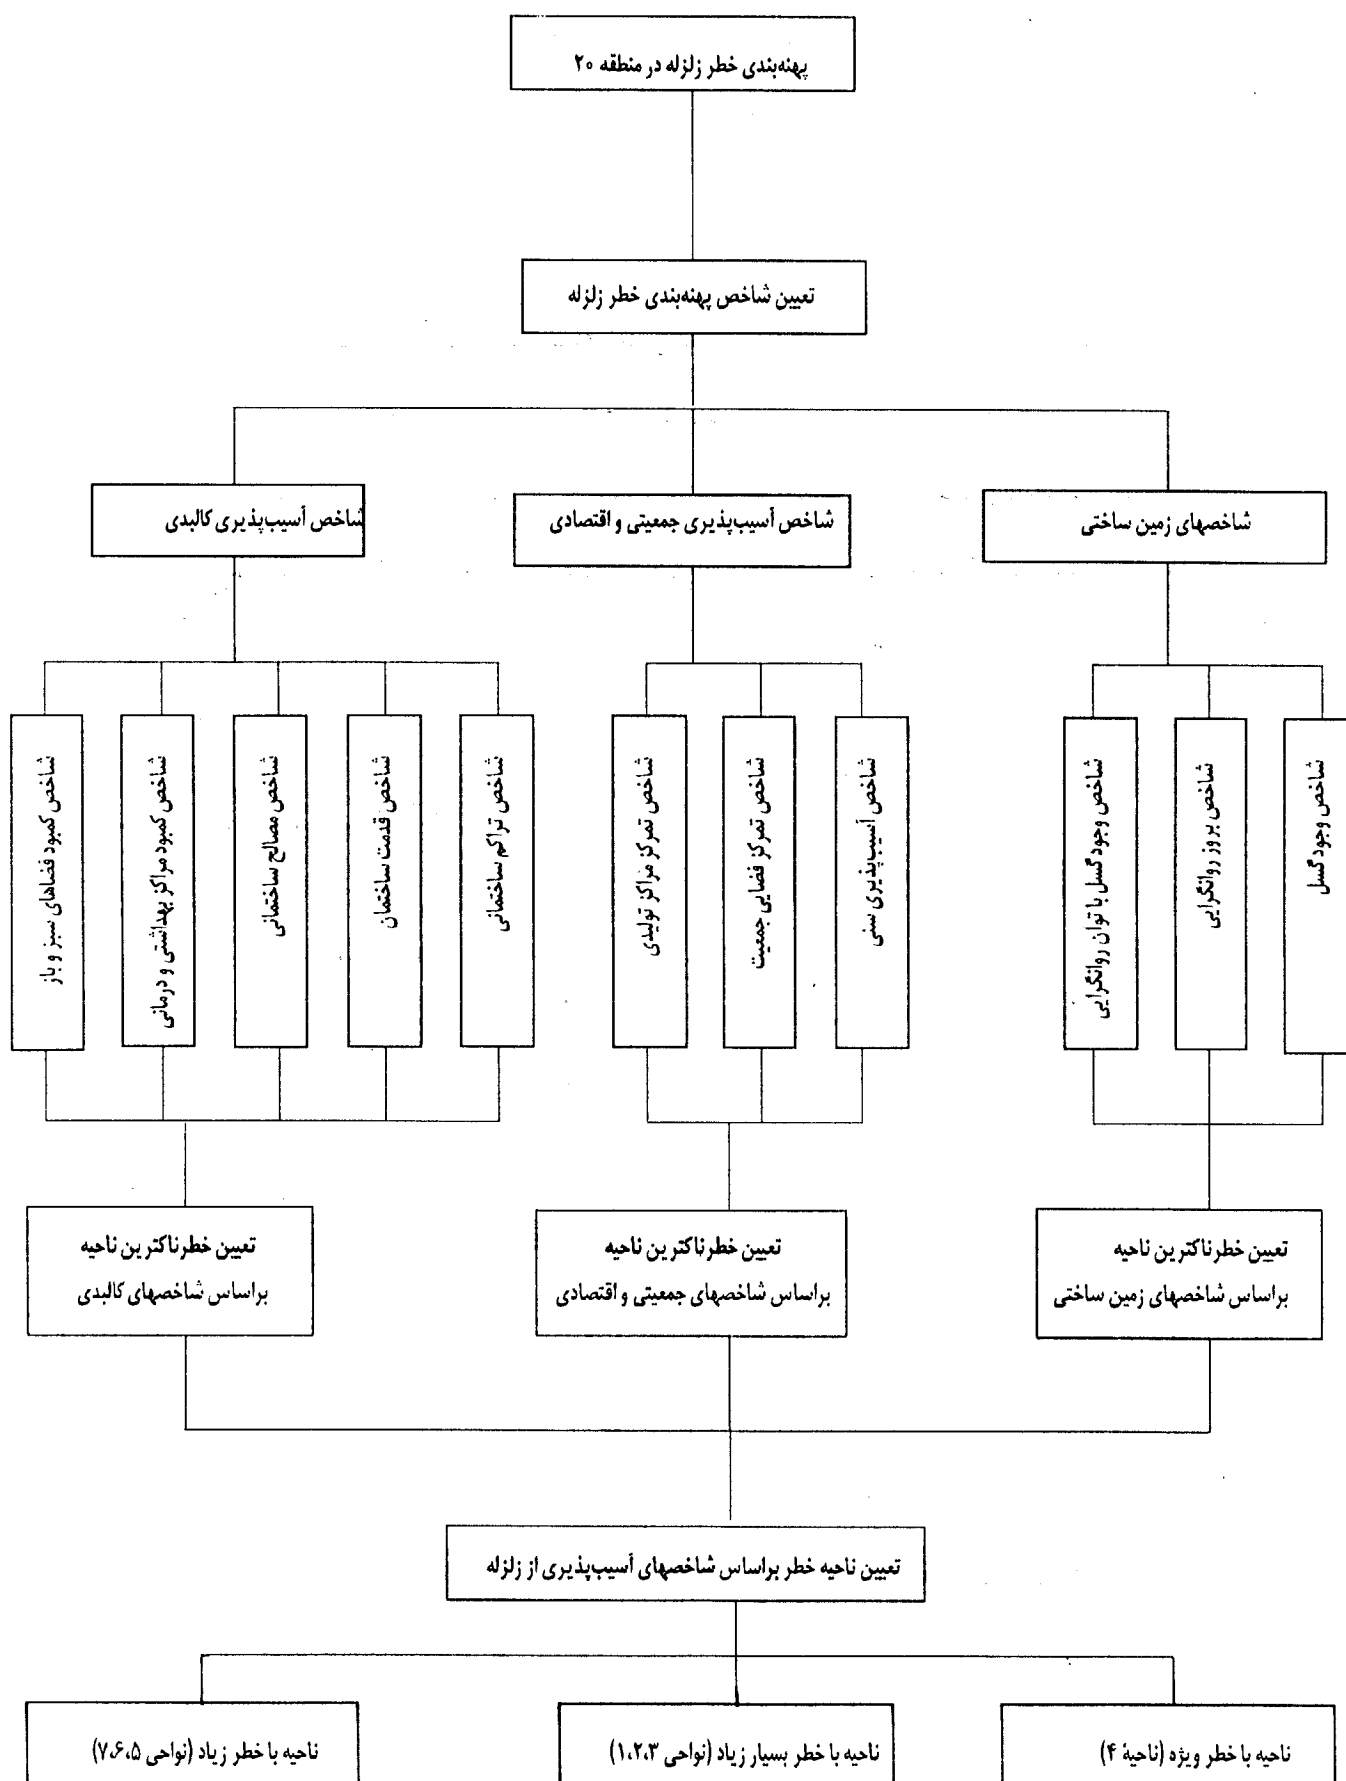 پهنه‌بندی خطر زلزله در منطقه ۲۰
تعیین شاخص پهنه‌بندی خطر زلزله
شاخصهای زمین ساختی
شاخص آسیب‌پذیری جمعیتی و اقتصادی
شاخص آسیب‌پذیری کالبدی
شاخص وجود گسل
شاخص بروز روانگرایی
شاخص وجود گسل با توان روانگرایی
شاخص آسیب‌پذیری سنی
شاخص تمرکز فضایی جمعیت
شاخص تمرکز مراکز تولیدی
شاخص تراکم ساختمانی
شاخص قدمت ساختمان
شاخص مصالح ساختمانی
شاخص کمبود مراکز بهداشتی و درمانی
شاخص کمبود فضاهای سبز و باز
تعیین خطرناکترین ناحیه
براساس شاخصهای زمین ساختی
تعیین خطرناکترین ناحیه
براساس شاخصهای جمعیتی و اقتصادی
تعیین خطرناکترین ناحیه
براساس شاخصهای کالبدی
تعیین ناحیه خطر براساس شاخصهای آسیب‌پذیری از زلزله
ناحیه با خطر ویژه (ناحیهٔ ۴)
ناحیه با خطر بسیار زیاد (نواحی ۱،۲،۳)
ناحیه با خطر زیاد (نواحی ۷،۶،۵)